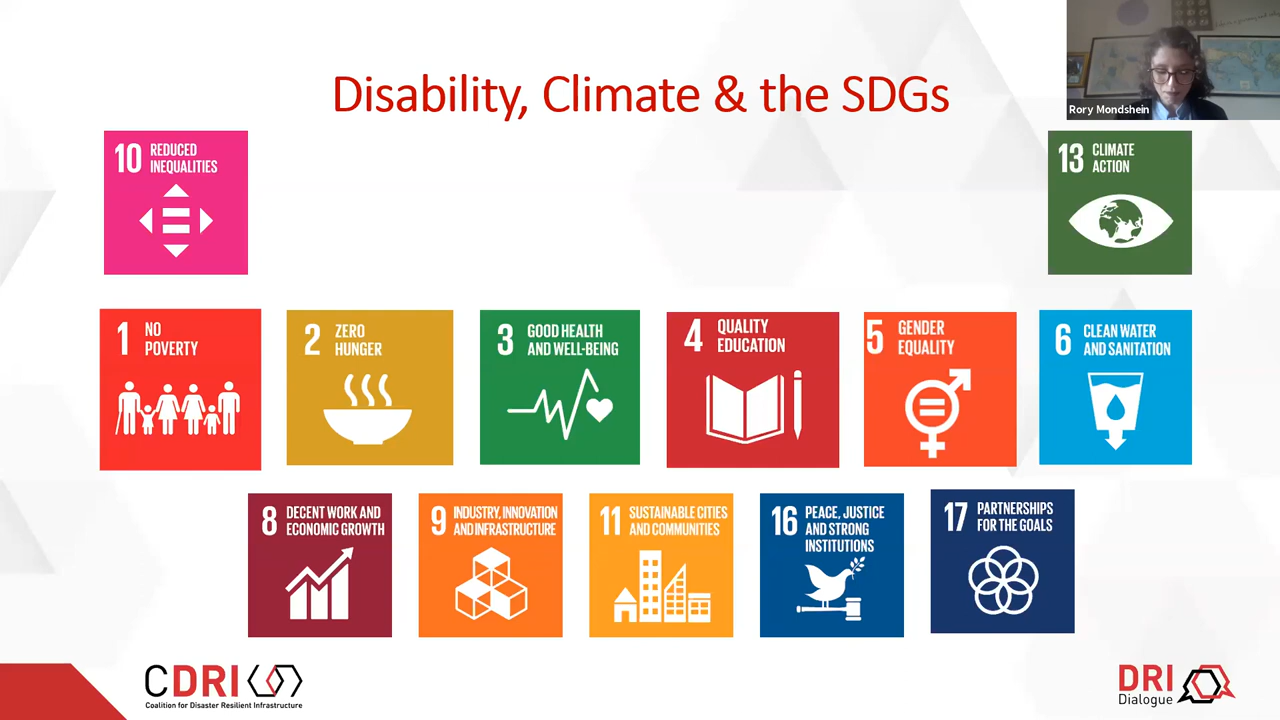 Disability, Climate & the SDGs
Rory Mondshein
10 REDUCED
INEQUALITIES
13 CLIMATE
ACTION
1 NO
POVERTY
2 ZERO
HUNGER
3 GOOD HEALTH
AND WELL-BEING
4 QUALITY
EDUCATION
5 GENDER
EQUALITY
6 CLEAN WATER
AND SANITATION
8 DECENT WORK AND
ECONOMIC GROWTH
9 INDUSTRY, INNOVATION
AND INFRASTRUCTURE
11 SUSTAINABLE CITIES
AND COMMUNITIES
16 PEACE, JUSTICE
AND STRONG
INSTITUTIONS
17 PARTNERSHIPS
FOR THE GOALS
CDRI
Coalition for Disaster Resilient Infrastructure
DRI
Dialogue